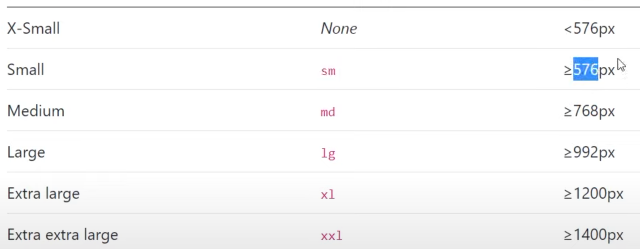 X-Small None <576px
Small sm ≥576px
Medium md ≥768px
Large lg ≥992px
Extra large xl ≥1200px
Extra extra large xxl ≥1400px